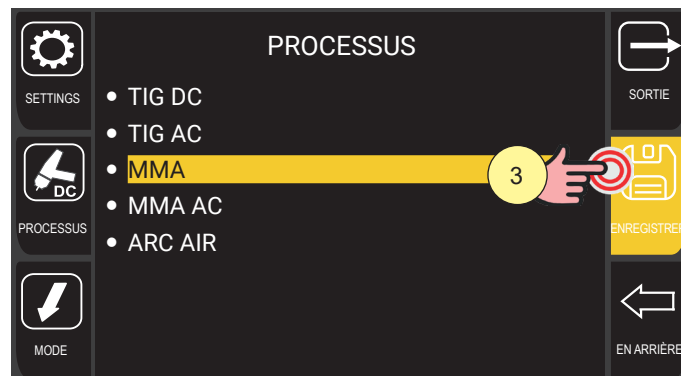 PROCESSUS
SETTINGS
DC
PROCESSUS
MODE
TIG DC
TIG AC
MMA
MMA AC
ARC AIR
3
SORTIE
ENREGISTRER
EN ARRIÈRE